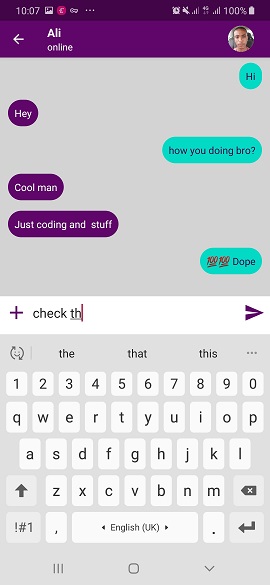 10:07
100%
Ali
online
Hi
Hey
how you doing bro?
Cool man
Just coding and  stuff
💯💯 Dope
check th
the that this
1 2 3 4 5 6 7 8 9 0
q w e r t y u i o p
a s d f g h j k l
z x c v b n m
!#1 , English (UK) .